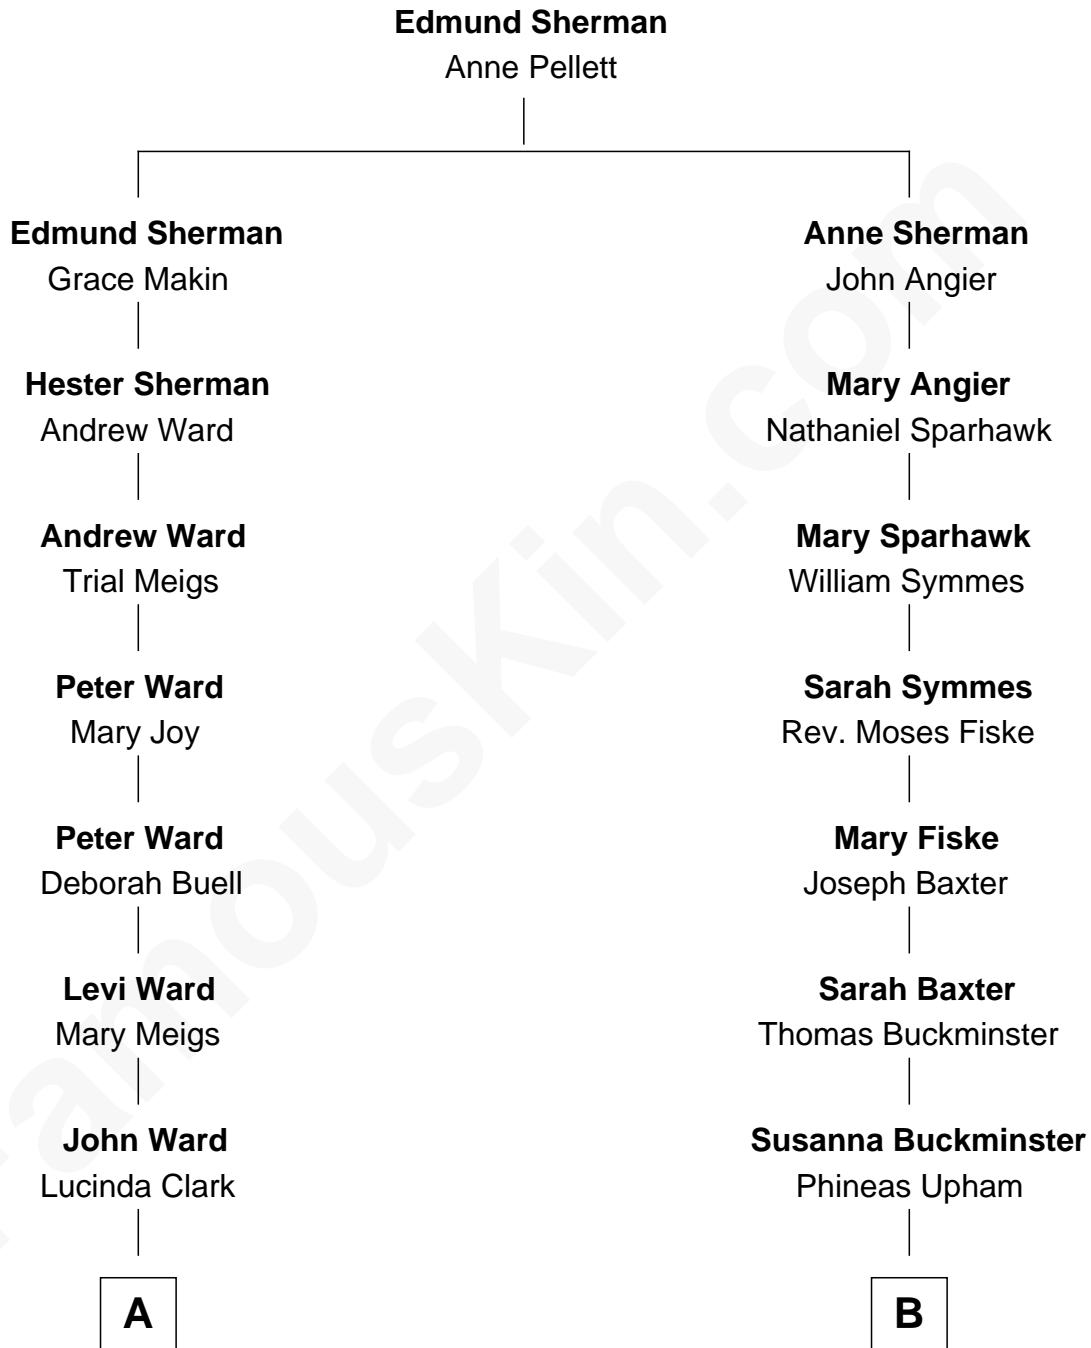 Edmund Sherman
Anne Pellett
Edmund Sherman
Grace Makin
Anne Sherman
John Angier
Hester Sherman
Andrew Ward
Mary Angier
Nathaniel Sparhawk
Andrew Ward
Trial Meigs
Mary Sparhawk
William Symmes
Peter Ward
Mary Joy
Sarah Symmes
Rev. Moses Fiske
Peter Ward
Deborah Buell
Mary Fiske
Joseph Baxter
Levi Ward
Mary Meigs
Sarah Baxter
Thomas Buckminster
John Ward
Lucinda Clark
Susanna Buckminster
Phineas Upham
A
B
FamousKin.com